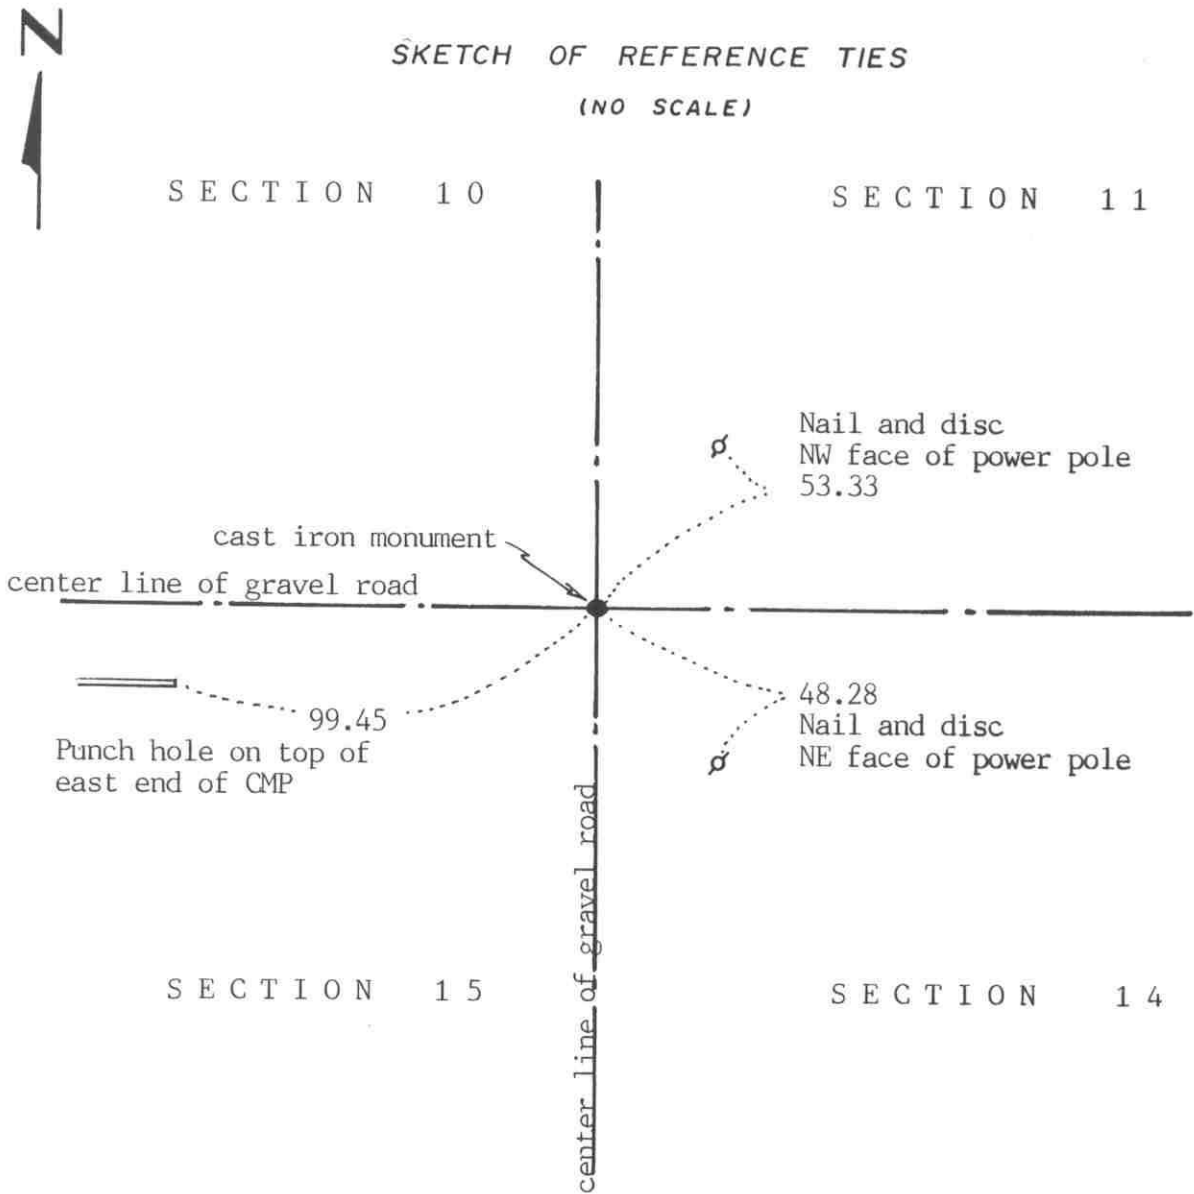 N
SKETCH OF REFERENCE TIES
(NO SCALE)
SECTION 10
SECTION 11
Nail and disc
NW face of power pole
53.33
cast iron monument
center line of gravel road
99.45
Punch hole on top of
east end of CMP
48.28
Nail and disc
NE face of power pole
center line of gravel road
SECTION 15
SECTION 14